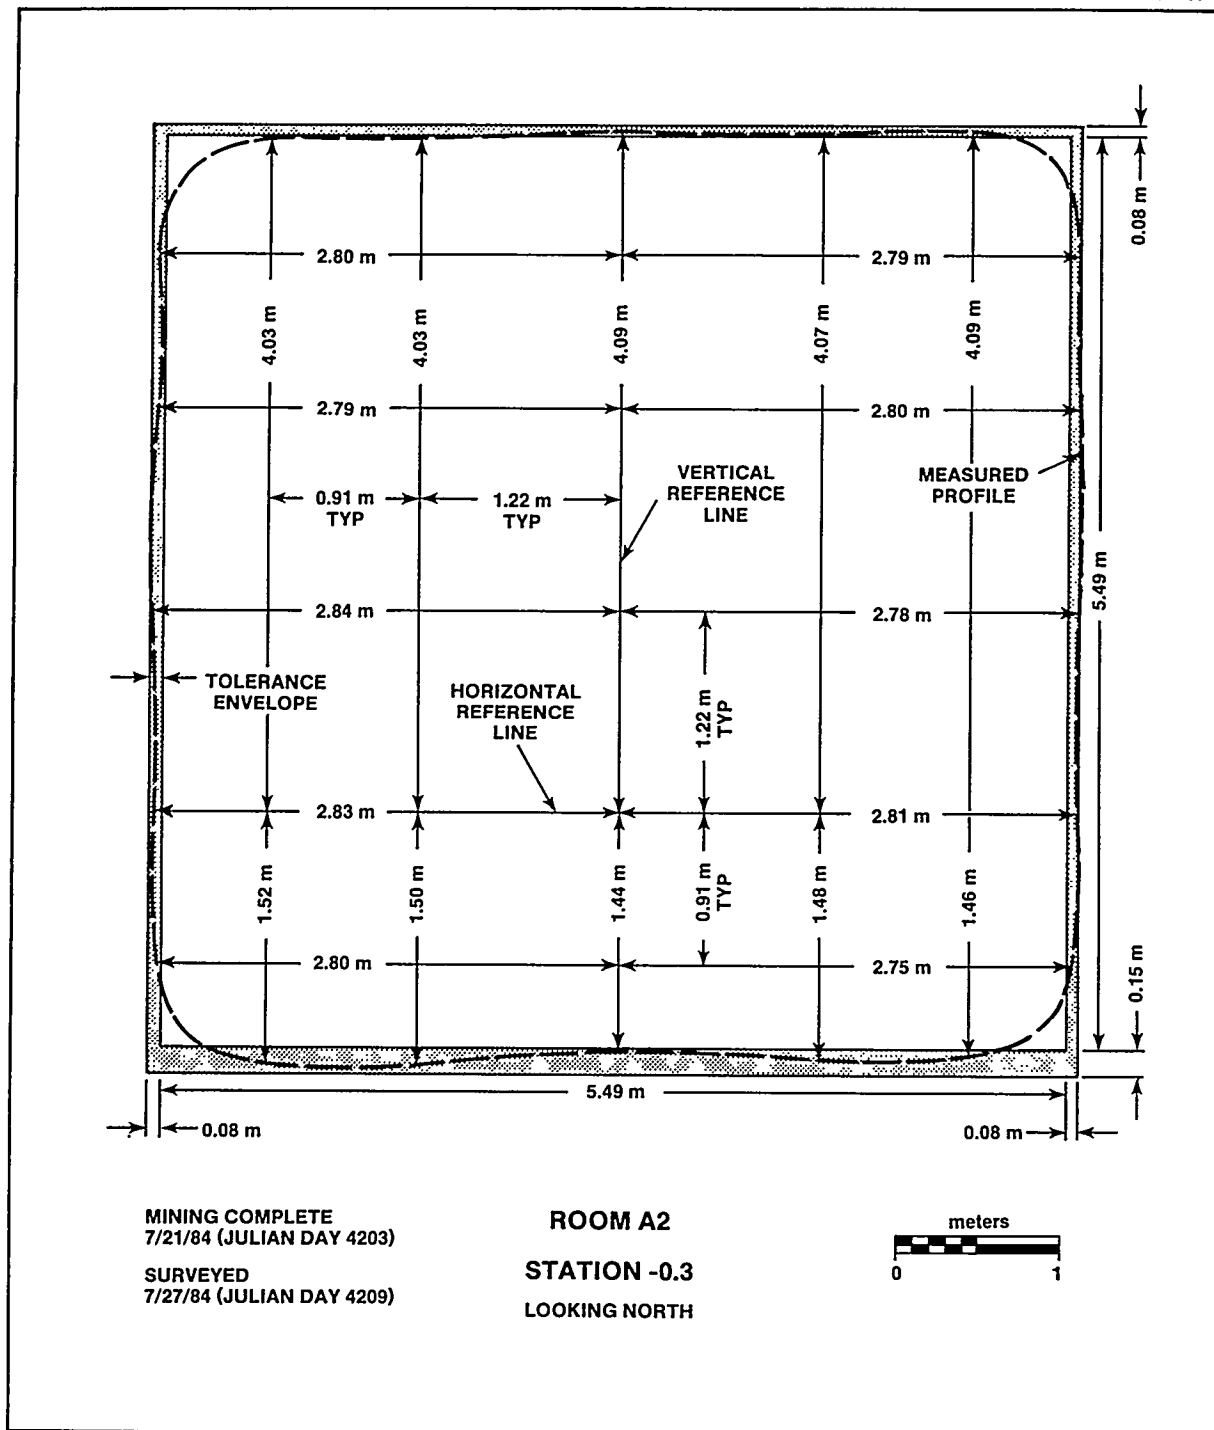 0.08 m
2.80 m
2.79 m
4.03 m
4.03 m
4.09 m
4.07 m
4.09 m
2.79 m
2.80 m
VERTICAL
REFERENCE
LINE
MEASURED
PROFILE
0.91 m
TYP
1.22 m
TYP
5.49 m
2.84 m
2.78 m
TOLERANCE
ENVELOPE
HORIZONTAL
REFERENCE
LINE
1.22 m
TYP
2.83 m
2.81 m
1.52 m
1.50 m
1.44 m
0.91 m
TYP
1.48 m
1.46 m
2.80 m
2.75 m
0.15 m
5.49 m
0.08 m
0.08 m
MINING COMPLETE
7/21/84 (JULIAN DAY 4203)
SURVEYED
7/27/84 (JULIAN DAY 4209)
ROOM A2
STATION -0.3
LOOKING NORTH
meters
0
1